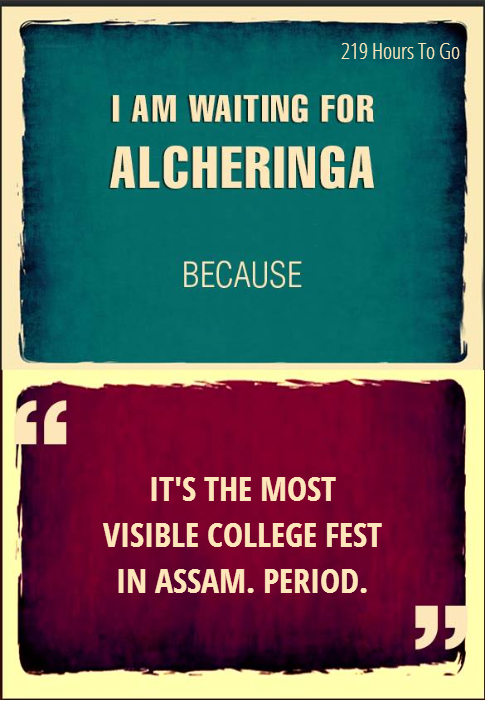 219 Hours To Go
I AM WAITING FOR
ALCHERINGA
BECAUSE
“
IT'S THE MOST
VISIBLE COLLEGE FEST
IN ASSAM. PERIOD.
”